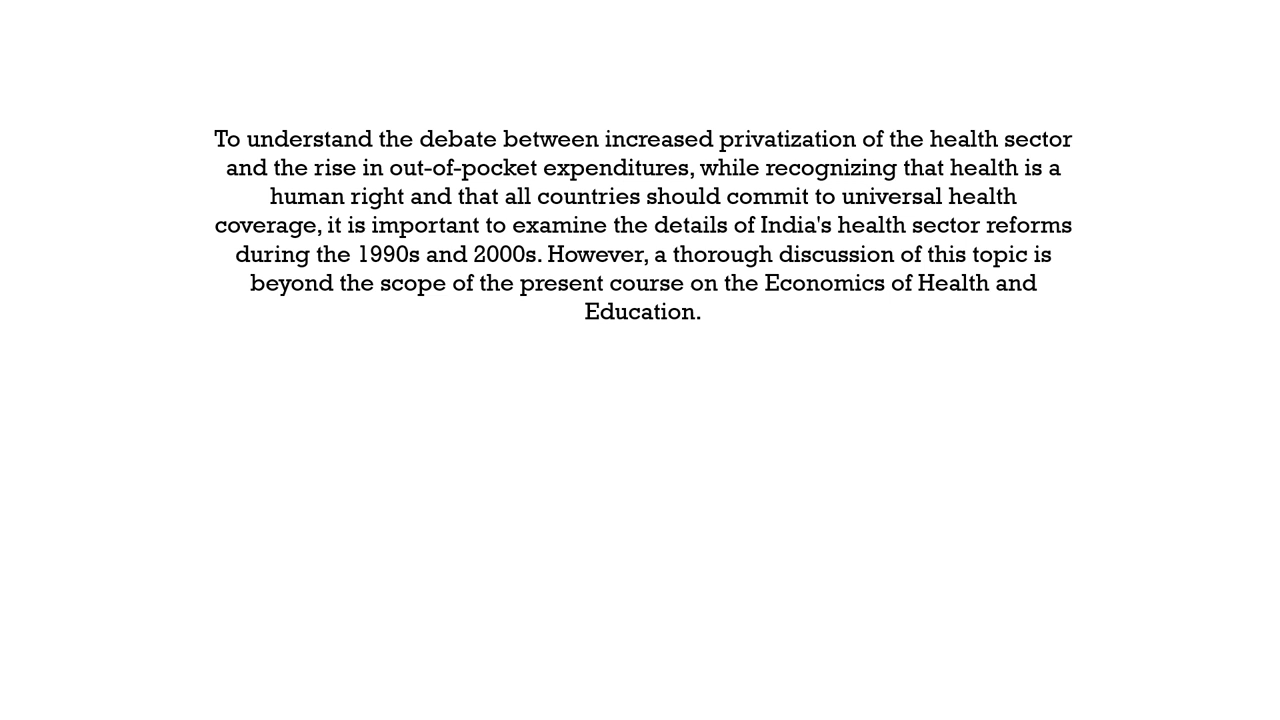 To understand the debate between increased privatization of the health sector
and the rise in out-of-pocket expenditures, while recognizing that health is a
human right and that all countries should commit to universal health
coverage, it is important to examine the details of India's health sector reforms
during the 1990s and 2000s. However, a thorough discussion of this topic is
beyond the scope of the present course on the Economics of Health and
Education.